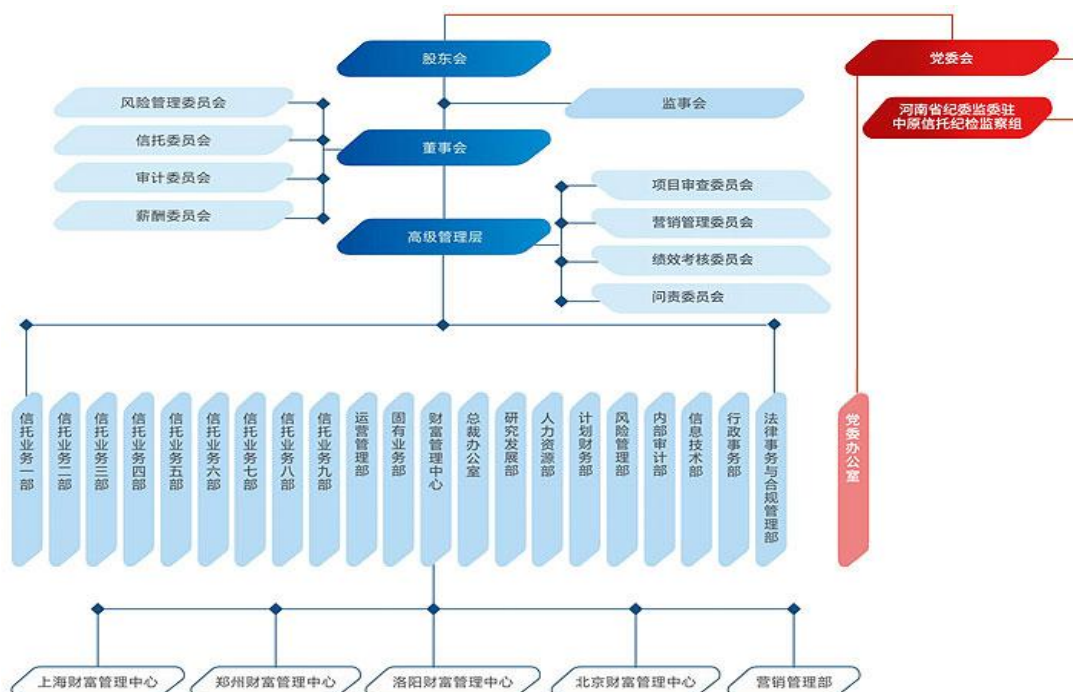 股东会
党委会
风险管理委员会
监事会
河南省纪委监委驻
中原信托纪检监察组
信托委员会
董事会
审计委员会
项目审查委员会
薪酬委员会
营销管理委员会
高级管理层
绩效考核委员会
问责委员会
信托业务一部
信托业务二部
信托业务三部
信托业务四部
信托业务五部
信托业务六部
信托业务七部
信托业务八部
信托业务九部
运营管理部
固有业务部
财富管理中心
总裁办公室
研究发展部
人力资源部
计划财务部
风险管理部
内部审计部
信息技术部
行政事务部
法律事务与合规管理部
党委办公室
上海财富管理中心
郑州财富管理中心
洛阳财富管理中心
北京财富管理中心
营销管理部